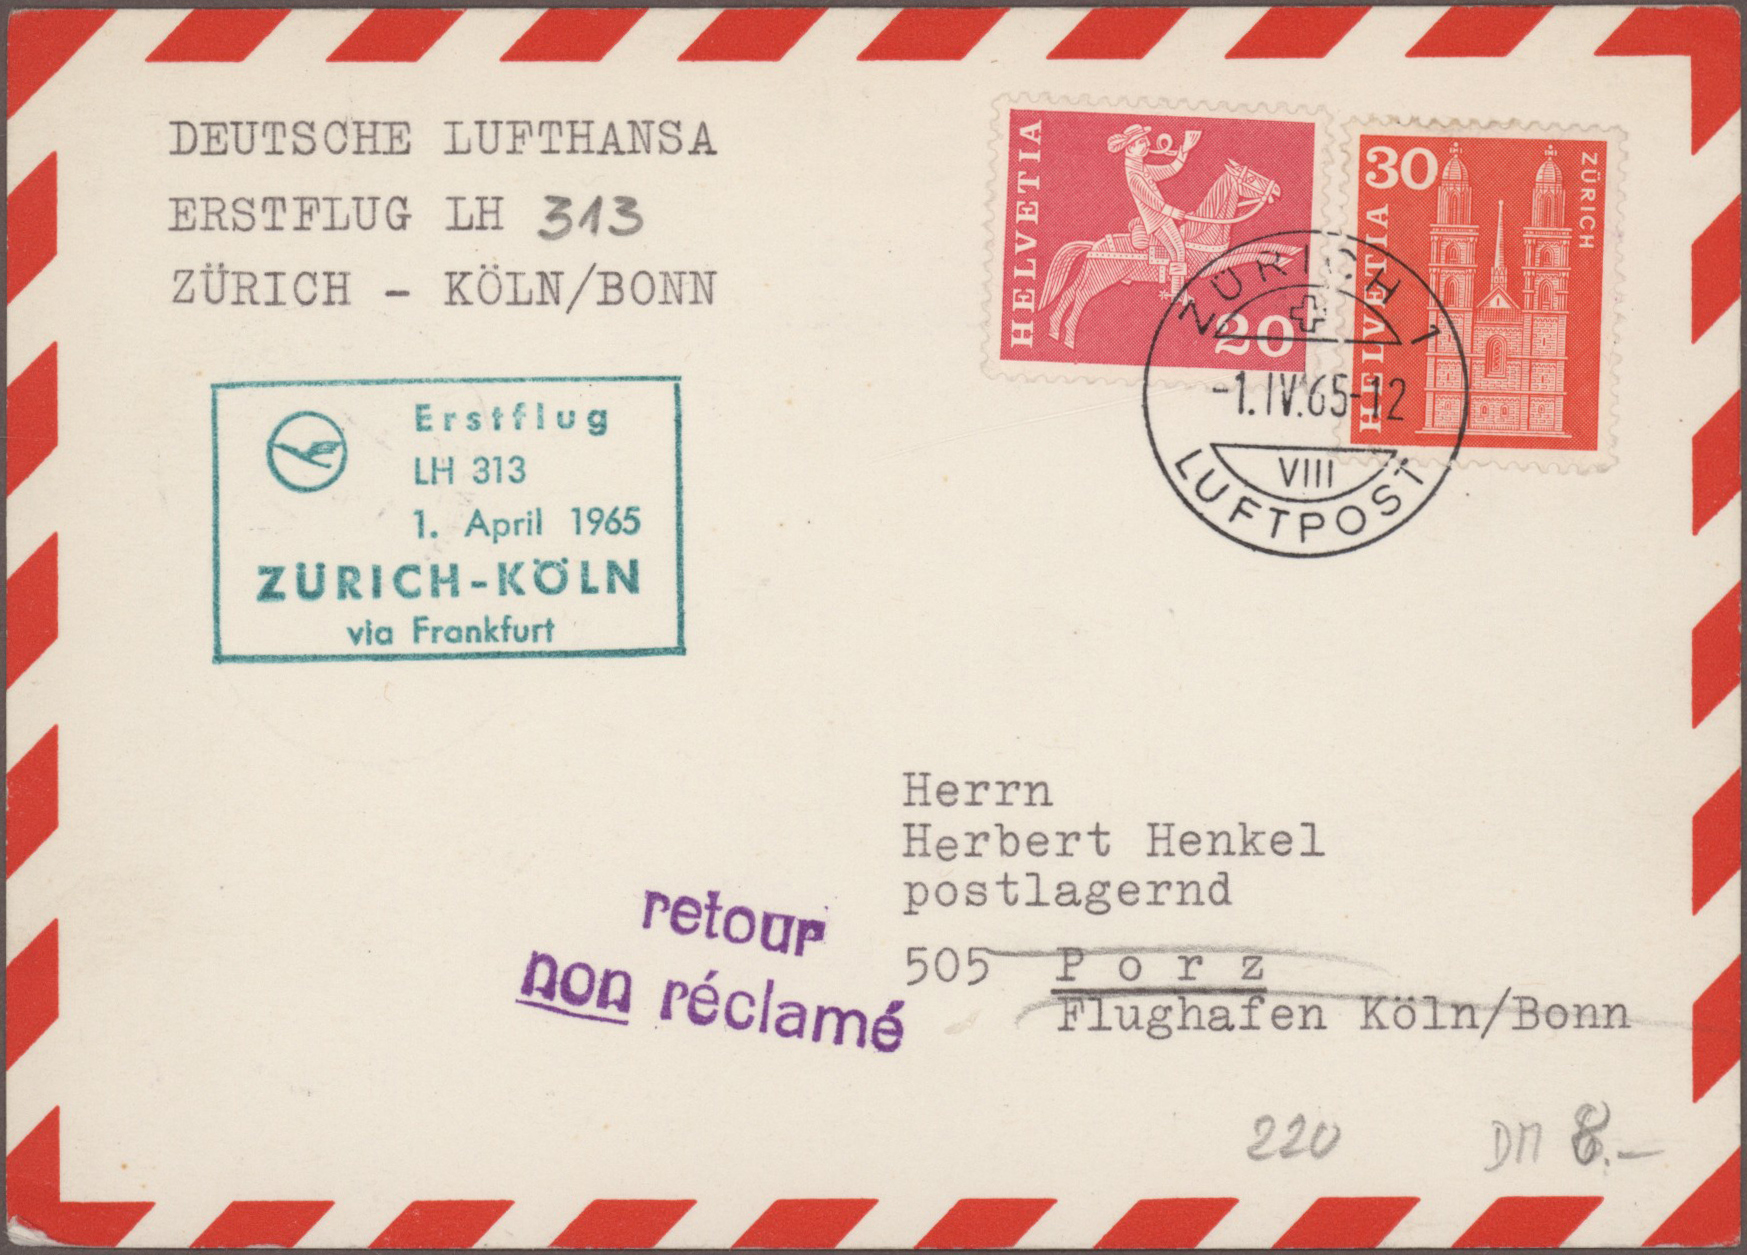 DEUTSCHE LUFTHANSA
ERSTFLUG LH 313
ZÜRICH - KÖLN/BONN
HELVETIA
20
30
ZÜRICH
HELVETIA
ZÜRICH 1
-1.IV.65-12
VIII
LUFTPOST
Erstflug
LH 313
1. April 1965
ZÜRICH-KÖLN
via Frankfurt
Herrn
Herbert Henkel
postlagernd
505 Porz
Flughafen Köln/Bonn
retour
non réclamé
220
DM 8.-